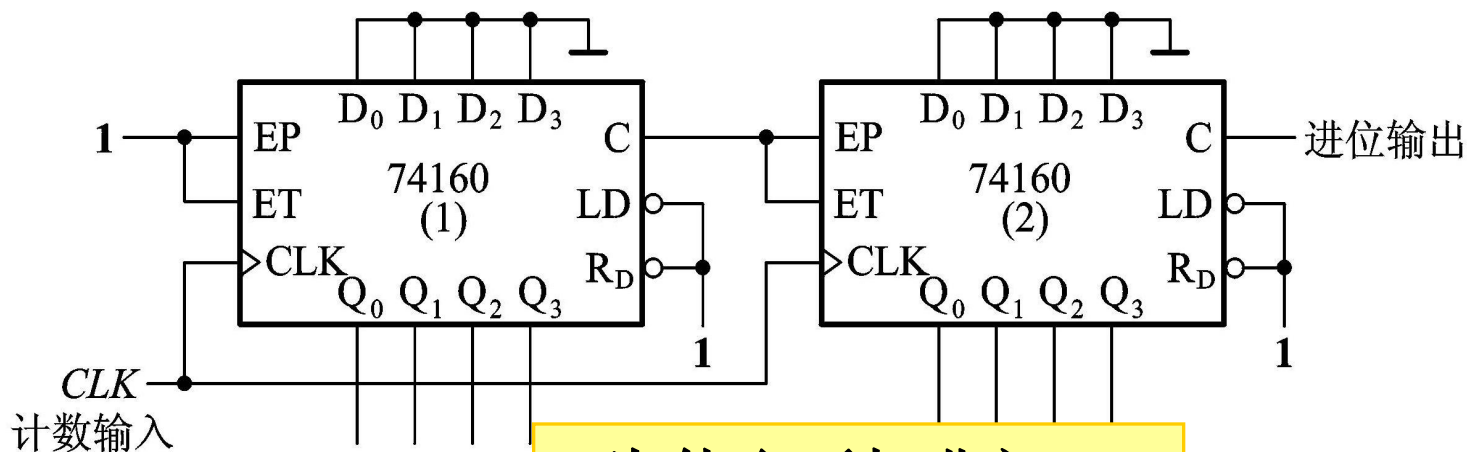 D₀ D₁ D₂ D₃
D₀ D₁ D₂ D₃
1
EP
C
EP
C
进位输出
74160
74160
ET
(1)
LD
ET
(2)
LD
CLK
R_D
CLK
R_D
Q₀ Q₁ Q₂ Q₃
Q₀ Q₁ Q₂ Q₃
1
1
CLK
计数输入